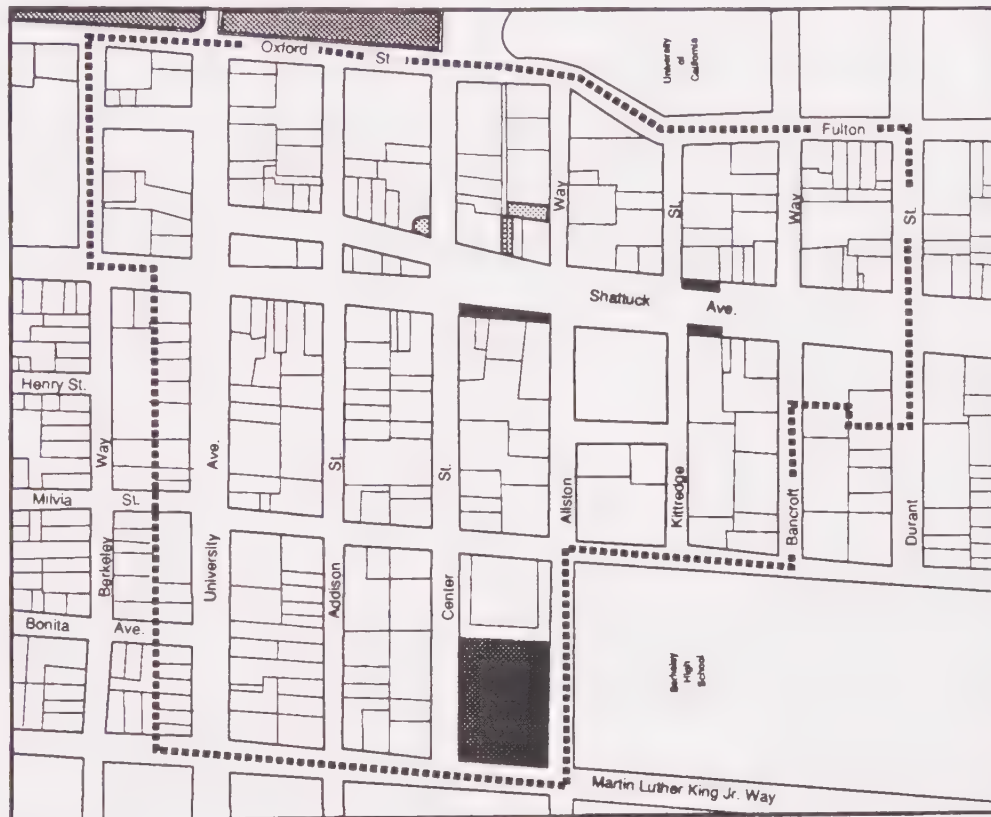 Oxford
St
University
of
California
Fulton
Way
St.
Way
St.
Shattuck
Ave.
Henry St.
Way
Ave.
St.
St.
Milvia
St.
Allston
Kittredge
Bancroft
Durant
Berkeley
University
Addison
Center
Bonita
Ave.
Berkeley
High
School
Martin Luther King Jr. Way